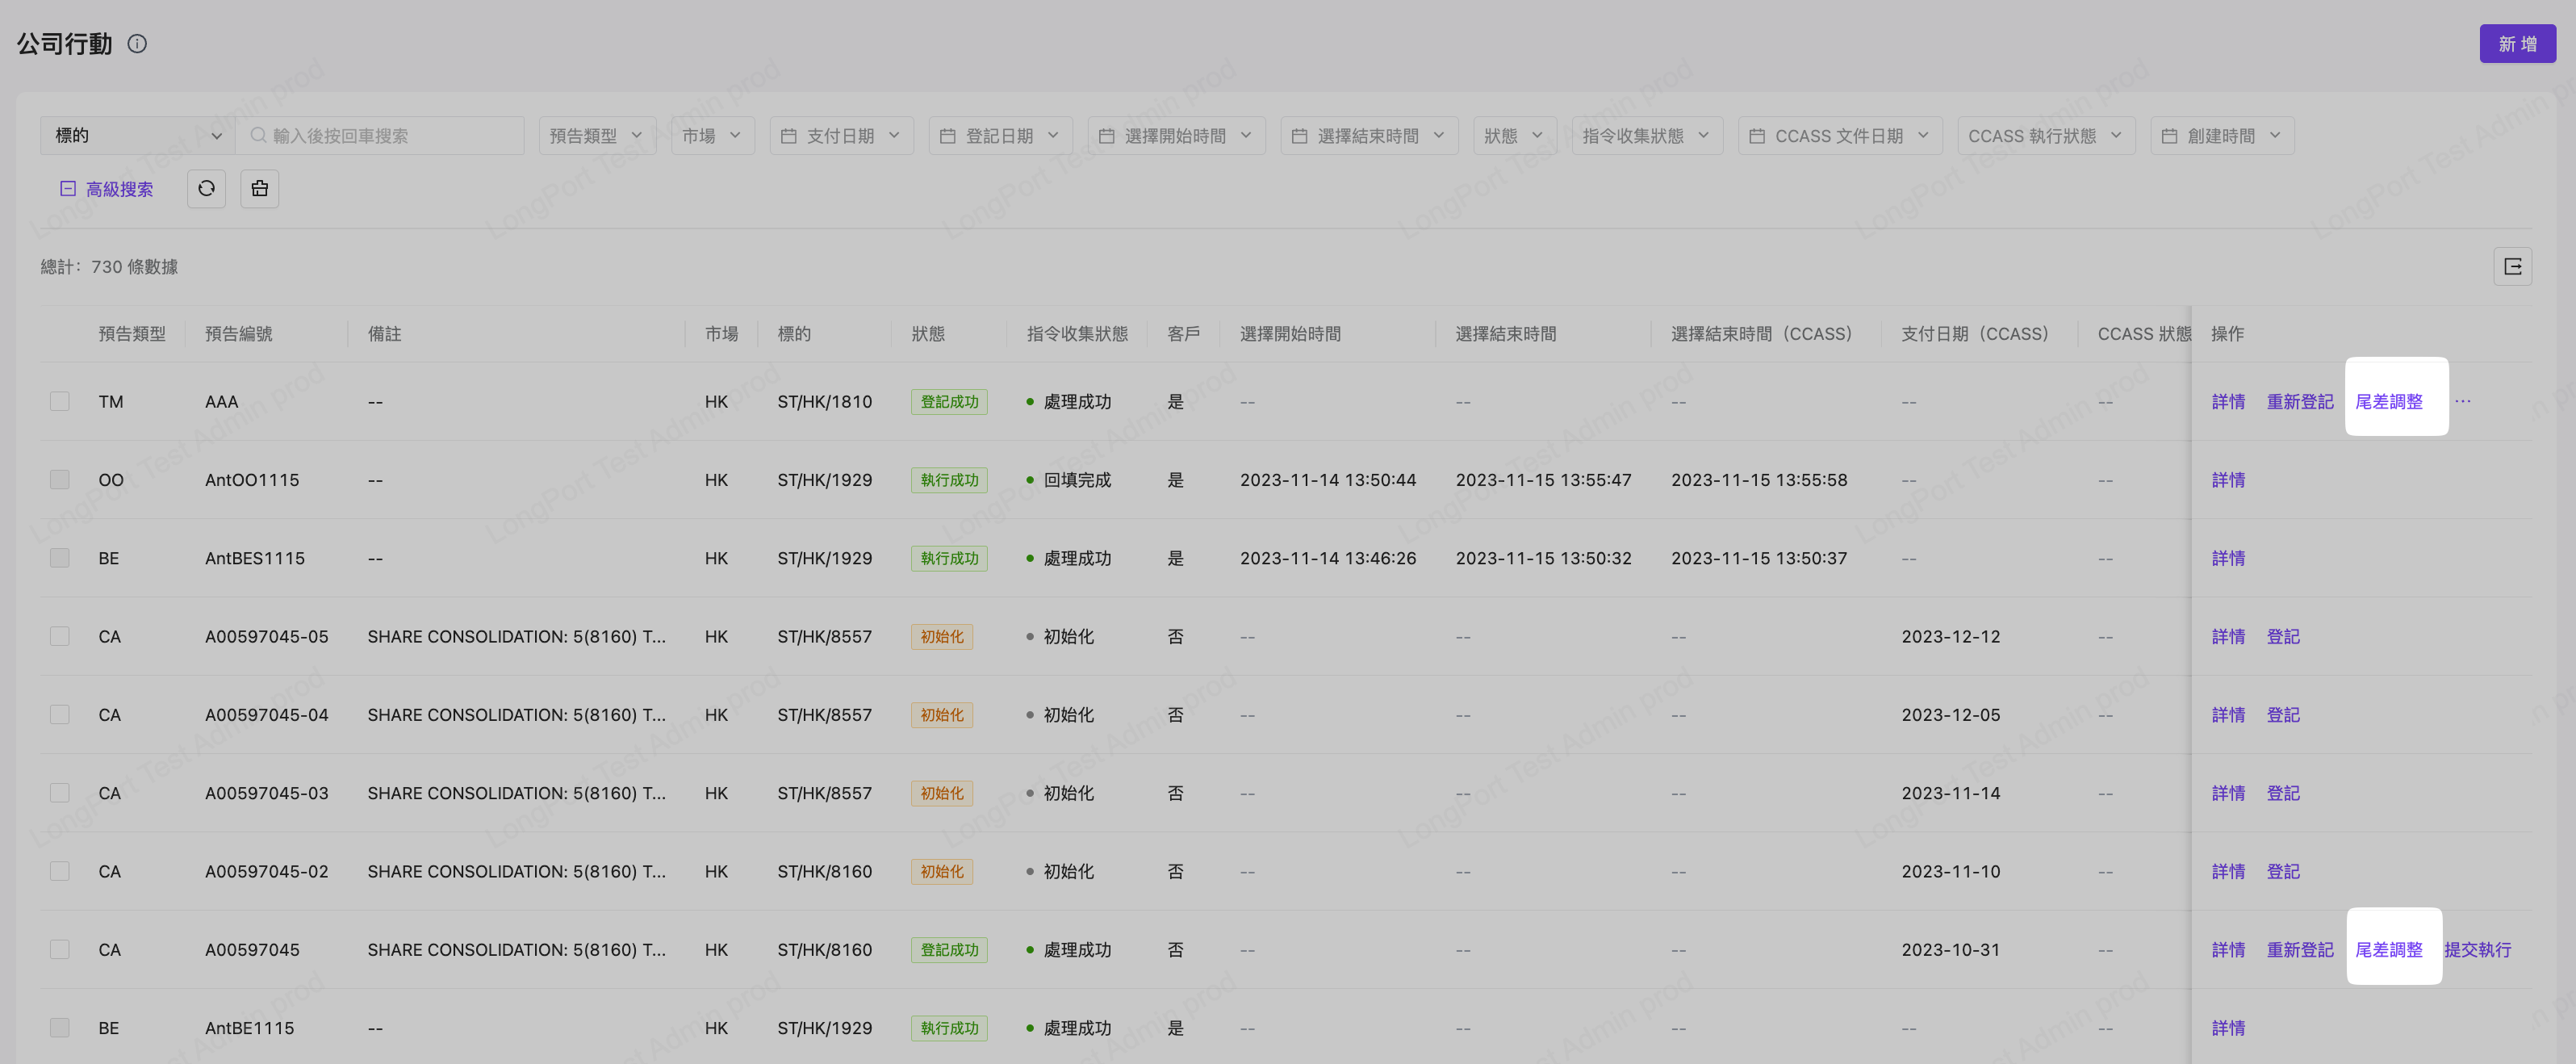 公司行動
新 增
標的 輸入後按回車搜索 預告類型 市場 支付日期 登記日期 選擇開始時間 選擇結束時間 狀態 指令收集狀態 CCASS 文件日期 CCASS 執行狀態 創建時間
高級搜索
總計：730 條數據
預告類型 預告編號 備註 市場 標的 狀態 指令收集狀態 客戶 選擇開始時間 選擇結束時間 選擇結束時間（CCASS） 支付日期（CCASS） CCASS 狀態 操作
TM AAA -- HK ST/HK/1810 登記成功 處理成功 是 -- -- -- -- -- 詳情 重新登記 尾差調整 ···
OO AntOO1115 -- HK ST/HK/1929 執行成功 回填完成 是 2023-11-14 13:50:44 2023-11-15 13:55:47 2023-11-15 13:55:58 -- -- 詳情
BE AntBES1115 -- HK ST/HK/1929 執行成功 處理成功 是 2023-11-14 13:46:26 2023-11-15 13:50:32 2023-11-15 13:50:37 -- -- 詳情
CA A00597045-05 SHARE CONSOLIDATION: 5(8160) T... HK ST/HK/8557 初始化 初始化 否 -- -- -- 2023-12-12 -- 詳情 登記
CA A00597045-04 SHARE CONSOLIDATION: 5(8160) T... HK ST/HK/8557 初始化 初始化 否 -- -- -- 2023-12-05 -- 詳情 登記
CA A00597045-03 SHARE CONSOLIDATION: 5(8160) T... HK ST/HK/8557 初始化 初始化 否 -- -- -- 2023-11-14 -- 詳情 登記
CA A00597045-02 SHARE CONSOLIDATION: 5(8160) T... HK ST/HK/8160 初始化 初始化 否 -- -- -- 2023-11-10 -- 詳情 登記
CA A00597045 SHARE CONSOLIDATION: 5(8160) T... HK ST/HK/8160 登記成功 處理成功 否 -- -- -- 2023-10-31 -- 詳情 重新登記 尾差調整 提交執行
BE AntBE1115 -- HK ST/HK/1929 執行成功 處理成功 是 -- -- -- -- -- 詳情
LongPort Test Admin prod